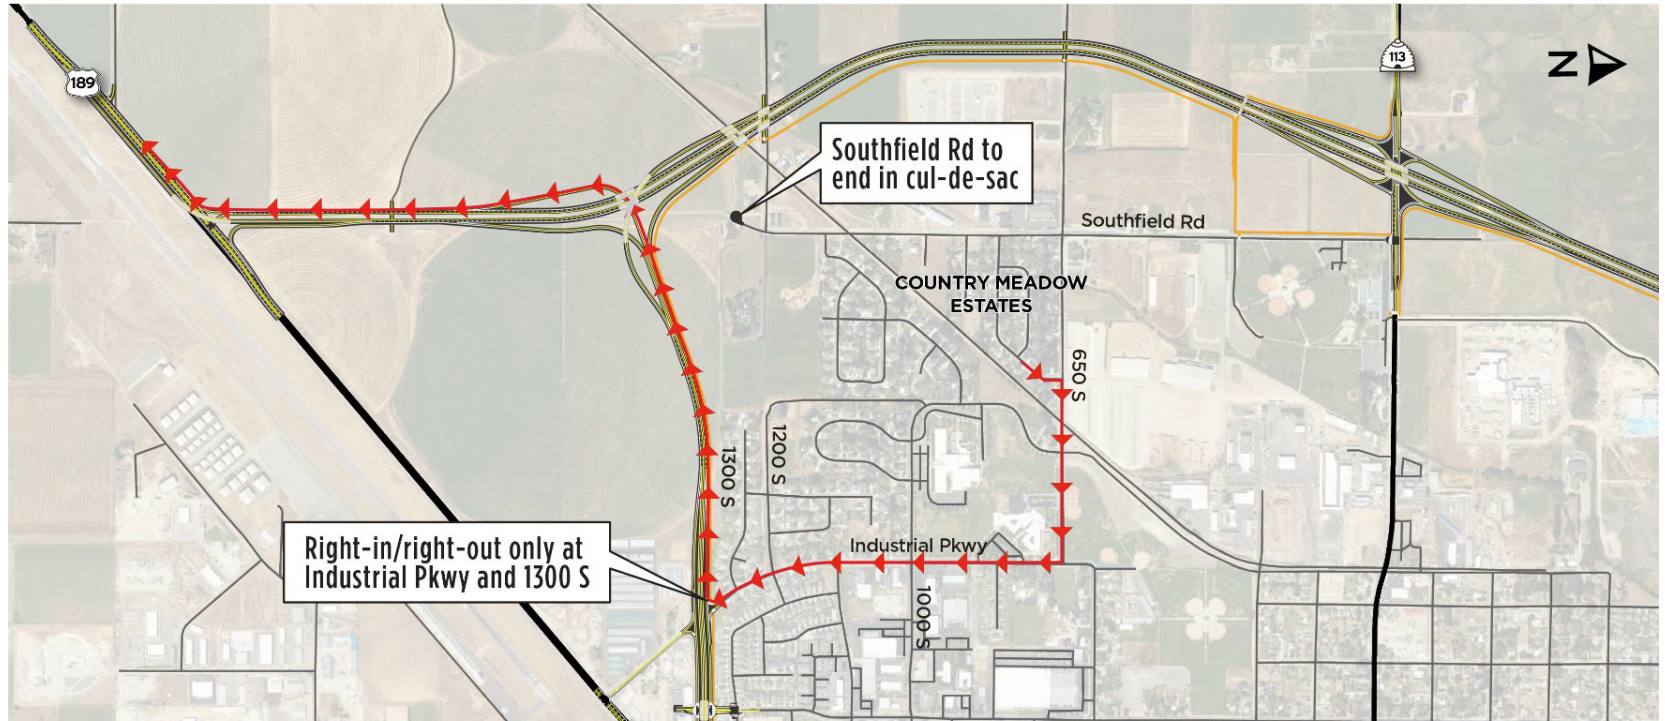 189
113
N
Southfield Rd to
end in cul-de-sac
Southfield Rd
COUNTRY MEADOW
ESTATES
650 S
1200 S
1300 S
Industrial Pkwy
Right-in/right-out only at
Industrial Pkwy and 1300 S
1000 S